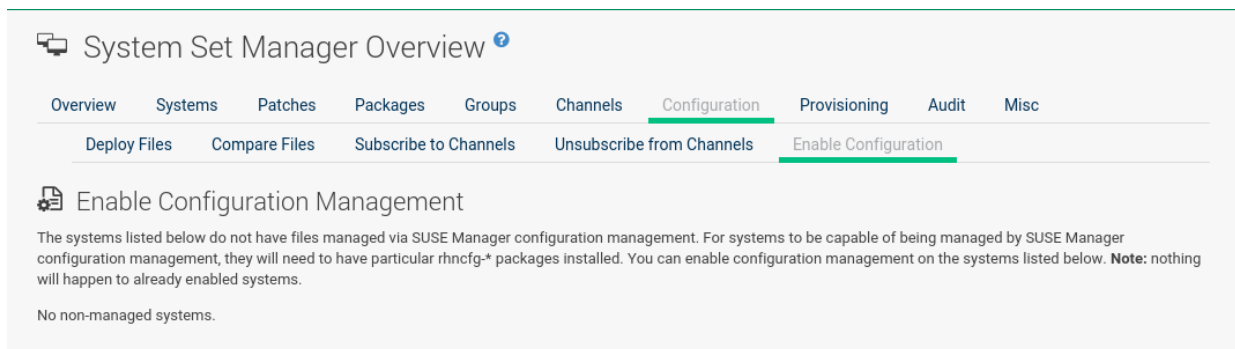 System Set Manager Overview ?
Overview Systems Patches Packages Groups Channels Configuration Provisioning Audit Misc
Deploy Files Compare Files Subscribe to Channels Unsubscribe from Channels Enable Configuration
Enable Configuration Management
The systems listed below do not have files managed via SUSE Manager configuration management. For systems to be capable of being managed by SUSE Manager
configuration management, they will need to have particular rhncfg-* packages installed. You can enable configuration management on the systems listed below. Note: nothing
will happen to already enabled systems.
No non-managed systems.